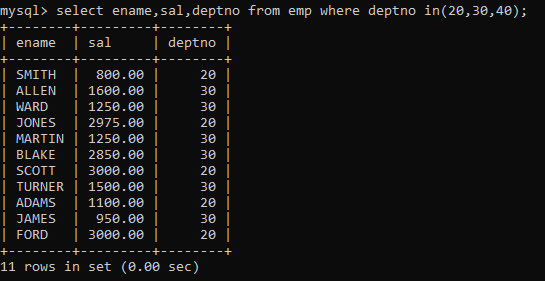 mysql> select ename,sal,deptno from emp where deptno in(20,30,40);
+--------+---------+--------+
| ename  | sal     | deptno |
+--------+---------+--------+
| SMITH  |  800.00 |     20 |
| ALLEN  | 1600.00 |     30 |
| WARD   | 1250.00 |     30 |
| JONES  | 2975.00 |     20 |
| MARTIN | 1250.00 |     30 |
| BLAKE  | 2850.00 |     30 |
| SCOTT  | 3000.00 |     20 |
| TURNER | 1500.00 |     30 |
| ADAMS  | 1100.00 |     20 |
| JAMES  |  950.00 |     30 |
| FORD   | 3000.00 |     20 |
+--------+---------+--------+
11 rows in set (0.00 sec)